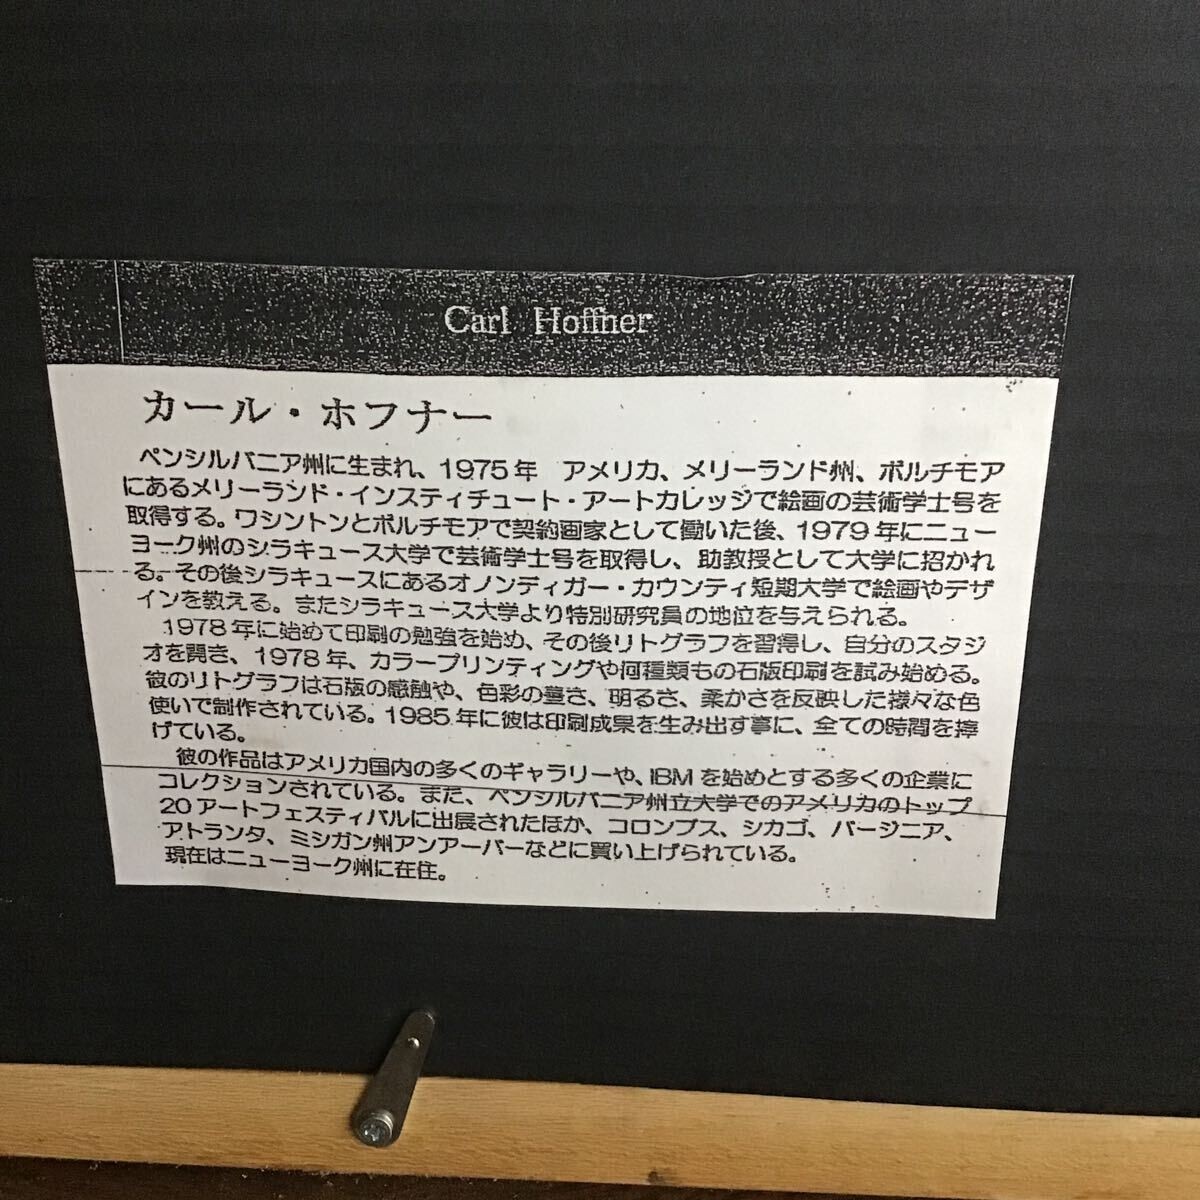 Carl Hoffner
カール・ホフナー
ペンシルバニア州に生まれ、1975年　アメリカ、メリーランド州、ボルチモア
にあるメリーランド・インスティチュート・アートカレッジで絵画の芸術学士号を
取得する。ワシントンとボルチモアで契約画家として働いた後、1979年にニュー
ヨーク州のシラキュース大学で芸術学士号を取得し、助教授として大学に招かれ
る。その後シラキュースにあるオノンディガー・カウンティ短期大学で絵画やデザ
インを教える。またシラキュース大学より特別研究員の地位を与えられる。
1978年に始めて印刷の勉強を始め、その後リトグラフを習得し、自分のスタジ
オを開き、1978年、カラープリンティングや何種類もの石版印刷を試み始める。
彼のリトグラフは石版の感触や、色彩の豊さ、明るさ、柔かさを反映した様々な色
使いで制作されている。1985年に彼は印刷成果を生み出す事に、全ての時間を捧
げている。
彼の作品はアメリカ国内の多くのギャラリーや、IBMを始めとする多くの企業に
コレクションされている。また、ペンシルバニア州立大学でのアメリカのトップ
20アートフェスティバルに出展されたほか、コロンブス、シカゴ、バージニア、
アトランタ、ミシガン州アンアーバーなどに買い上げられている。
現在はニューヨーク州に在住。